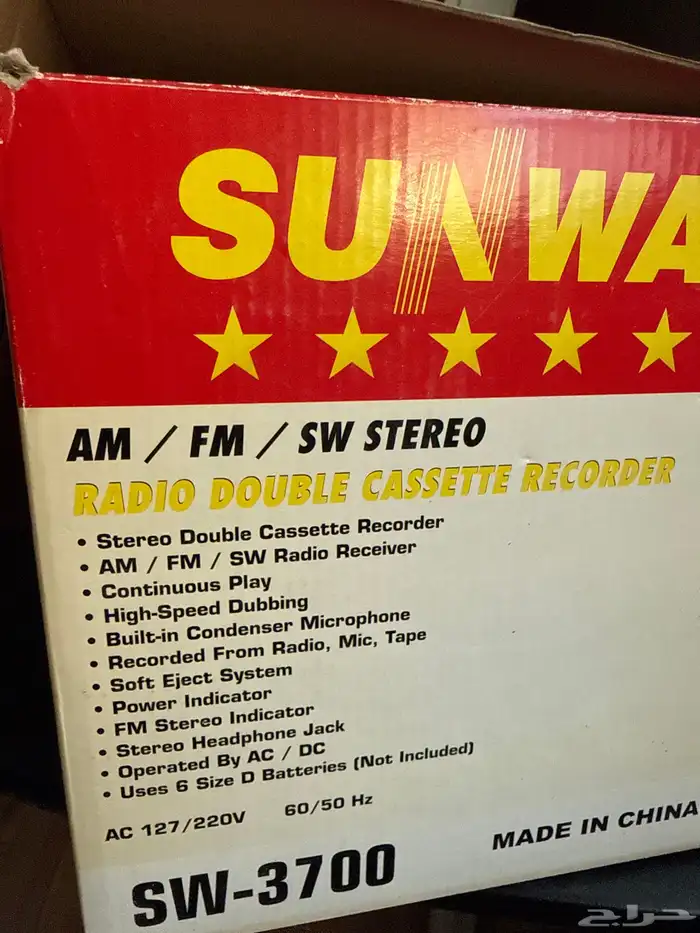 SUNWA
AM / FM / SW STEREO
RADIO DOUBLE CASSETTE RECORDER
• Stereo Double Cassette Recorder
• AM / FM / SW Radio Receiver
• Continuous Play
• High-Speed Dubbing
• Built-in Condenser Microphone
• Recorded From Radio, Mic, Tape
• Soft Eject System
• Power Indicator
• FM Stereo Indicator
• Stereo Headphone Jack
• Operated By AC / DC
• Uses 6 Size D Batteries (Not Included)
AC 127/220V 60/50 Hz
MADE IN CHINA
SW-3700
حراج